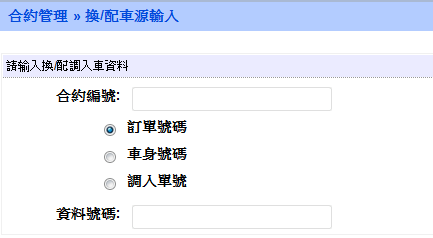 合約管理 » 換/配車源輸入
請輸入換/配調入車資料
合約編號:
訂單號碼
車身號碼
調入單號
資料號碼: